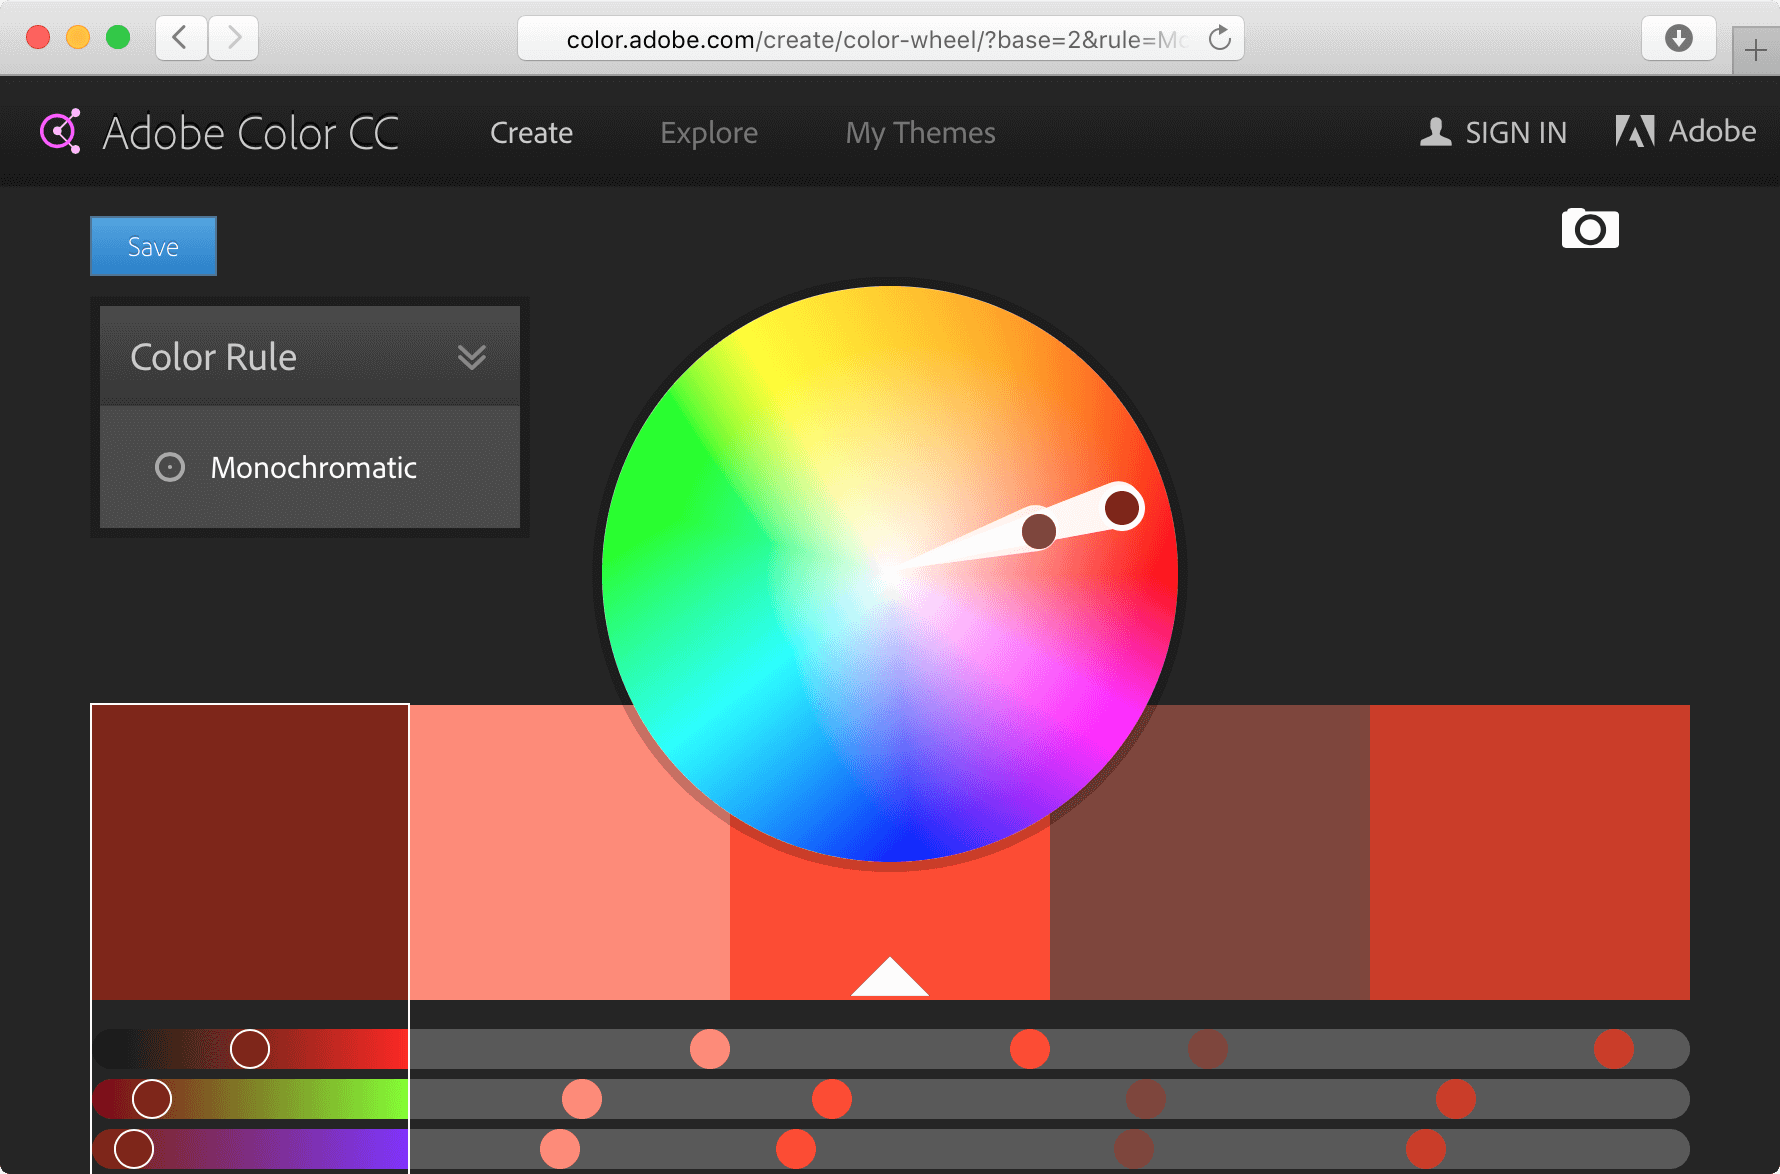 color.adobe.com/create/color-wheel/?base=2&rule=Mo
Adobe Color CC
Create
Explore
My Themes
SIGN IN
Adobe
Save
Color Rule
Monochromatic